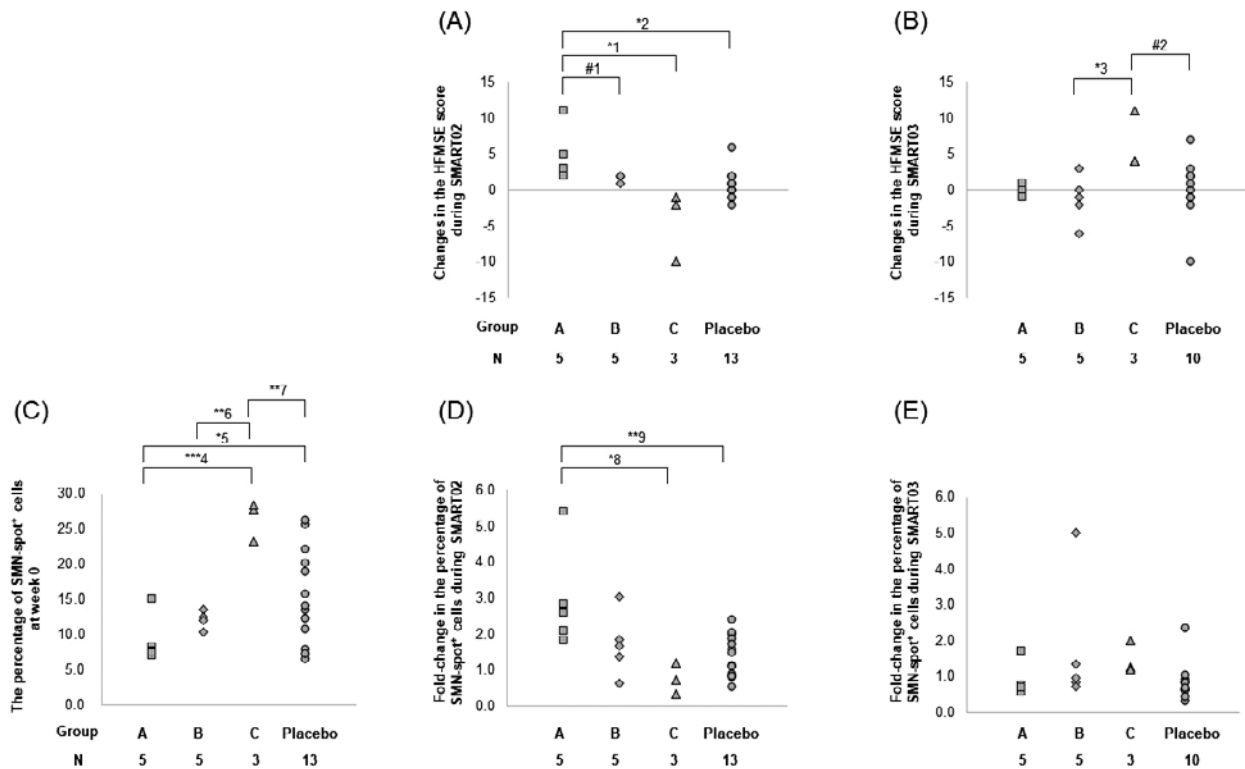 (A)
*2
*1
#1
Changes in the HFMSE score
during SMART02
15
10
5
0
-5
-10
-15
Group A B C Placebo
N 5 5 3 13
(B)
#2
*3
Changes in the HFMSE score
during SMART03
15
10
5
0
-5
-10
-15
A B C Placebo
5 5 3 10
(C)
**7
**6
*5
***4
The percentage of SMN-spot⁺ cells
at week 0
30.0
25.0
20.0
15.0
10.0
5.0
0.0
Group A B C Placebo
N 5 5 3 13
(D)
**9
*8
Fold-change in the percentage of
SMN-spot⁺ cells during SMART02
6.0
5.0
4.0
3.0
2.0
1.0
0.0
A B C Placebo
5 5 3 13
(E)
Fold-change in the percentage of
SMN-spot⁺ cells during SMART03
6.0
5.0
4.0
3.0
2.0
1.0
0.0
A B C Placebo
5 5 3 10